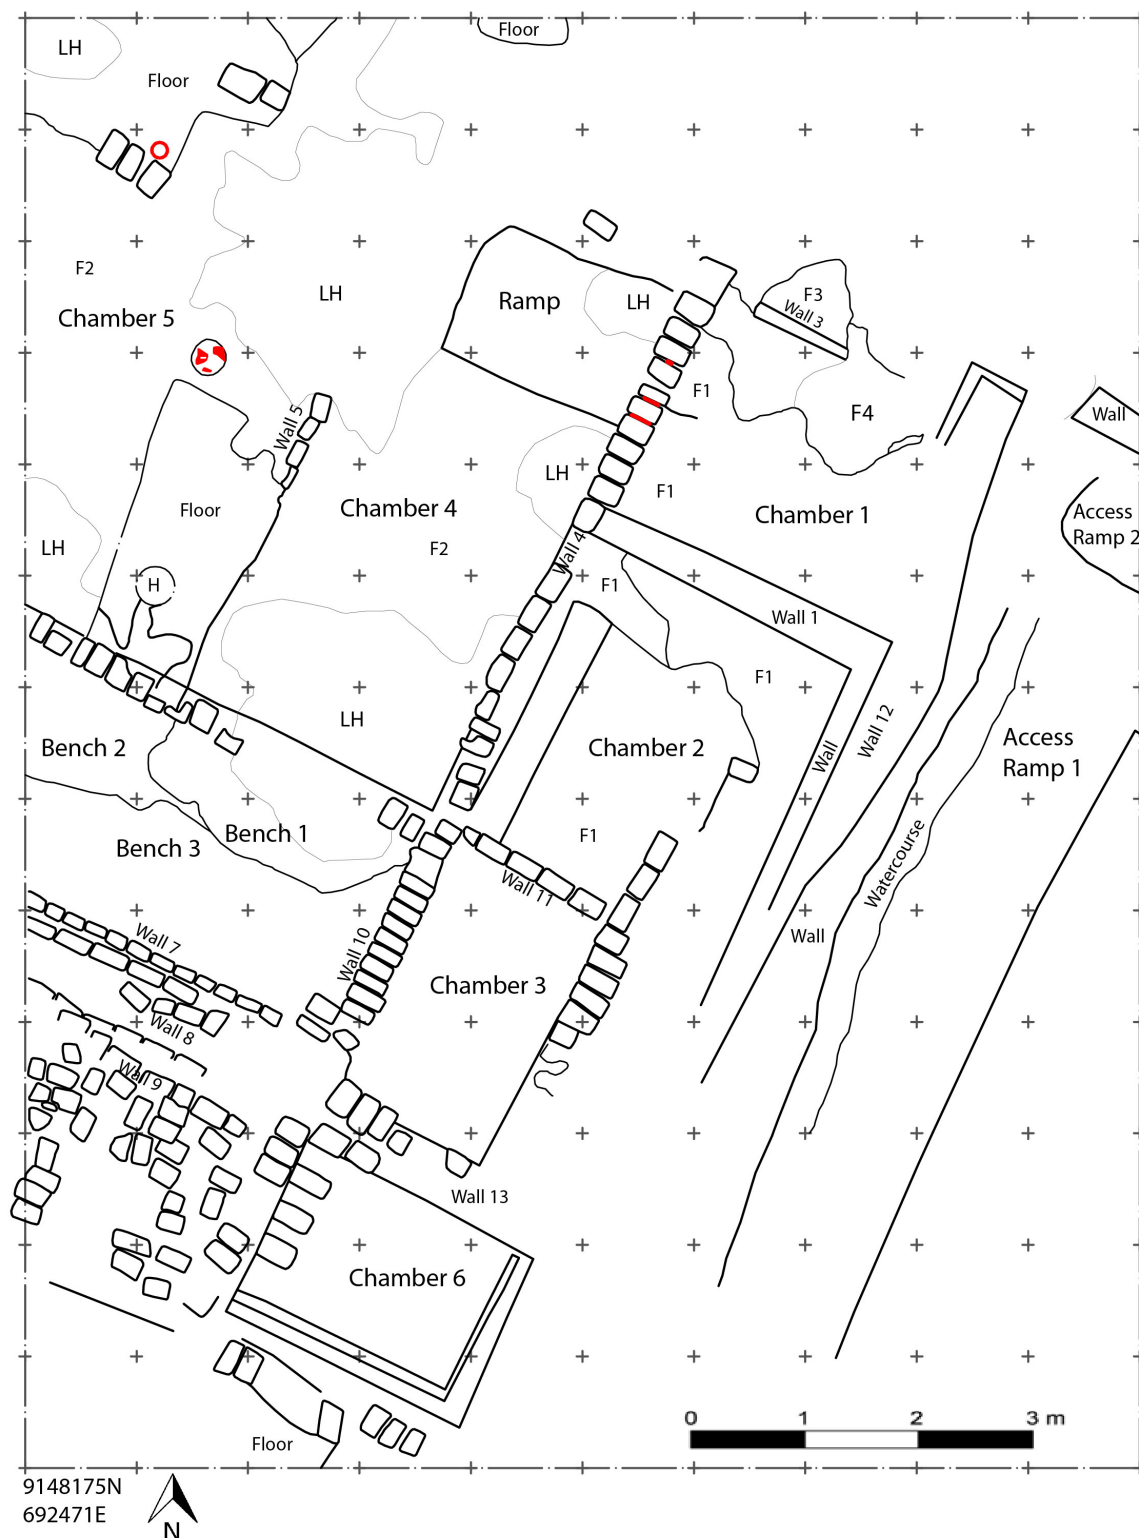 Floor
LH
Floor
F2
LH
Ramp
LH
F3
Wall 3
Chamber 5
F1
F4
Wall
Wall 5
LH
F1
Chamber 4
Chamber 1
Floor
Access
Ramp 2
LH
F2
Wall 4
H
F1
Wall 1
F1
LH
Wall 12
Bench 2
Chamber 2
Wall
Access
Ramp 1
Bench 1
F1
Bench 3
Watercourse
Wall 11
Wall 7
Wall
Wall 10
Chamber 3
Wall 8
Wall 9
Wall 13
Chamber 6
0 1 2 3 m
Floor
9148175N
692471E
N